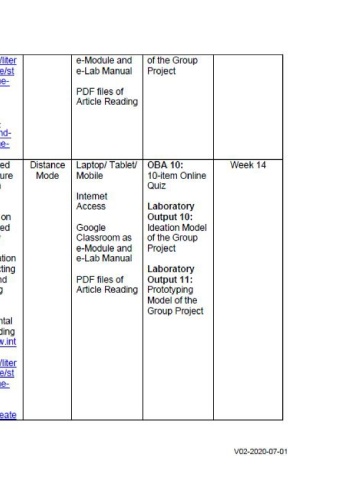 /liter
e/st
ne-
nd-
ne-
e-Module and
e-Lab Manual
PDF files of
Article Reading
of the Group
Project
ed
ure
on
ed
ation
cting
nd
g
ntal
ding
w.int
/liter
e/st
ne-
eate
Distance
Mode
Laptop/ Tablet/
Mobile
Internet
Access
Google
Classroom as
e-Module and
e-Lab Manual
PDF files of
Article Reading
OBA 10:
10-item Online
Quiz
Laboratory
Output 10:
Ideation Model
of the Group
Project
Laboratory
Output 11:
Prototyping
Model of the
Group Project
Week 14
V02-2020-07-01